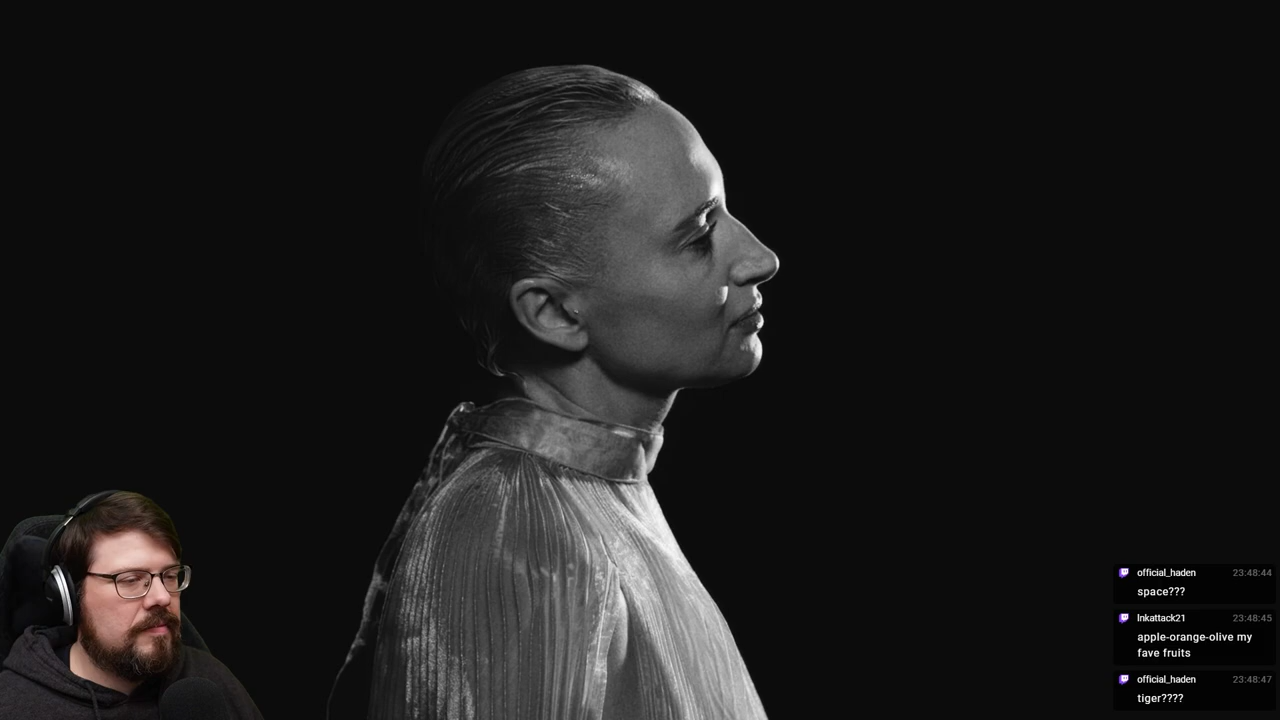 official_haden 23:48:44
space???
lnkattack21 23:48:45
apple-orange-olive my
fave fruits
official_haden 23:48:47
tiger????